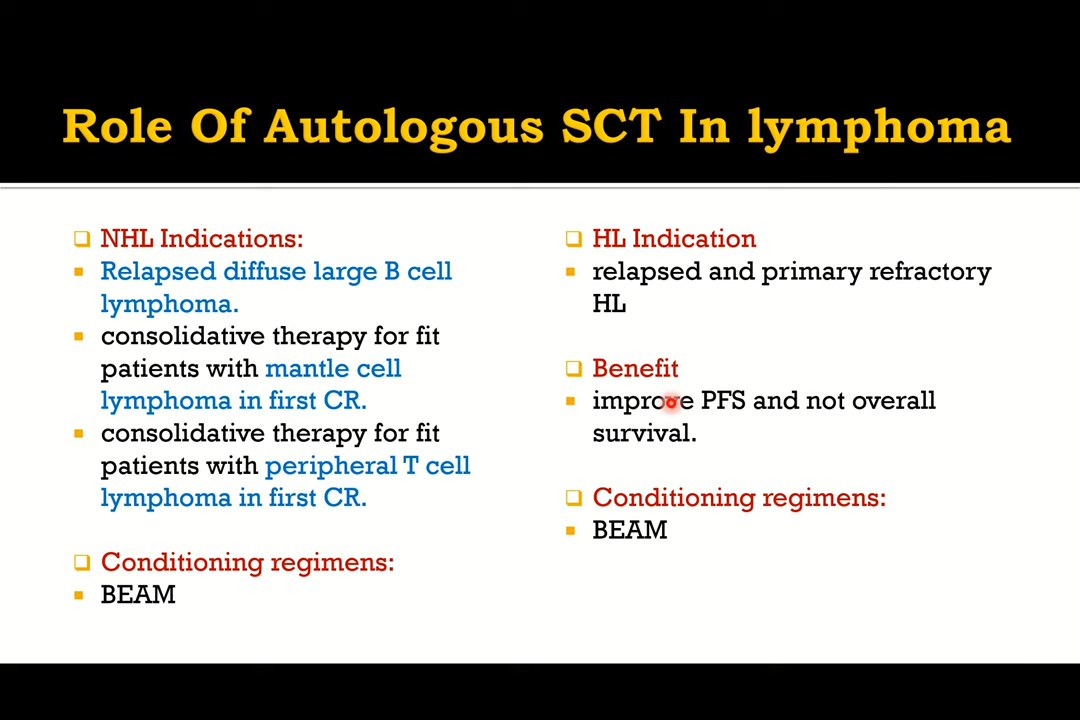 Role Of Autologous SCT In lymphoma
NHL Indications:
Relapsed diffuse large B cell
lymphoma.
consolidative therapy for fit
patients with mantle cell
lymphoma in first CR.
consolidative therapy for fit
patients with peripheral T cell
lymphoma in first CR.
Conditioning regimens:
BEAM
HL Indication
relapsed and primary refractory
HL
Benefit
improve PFS and not overall
survival.
Conditioning regimens:
BEAM